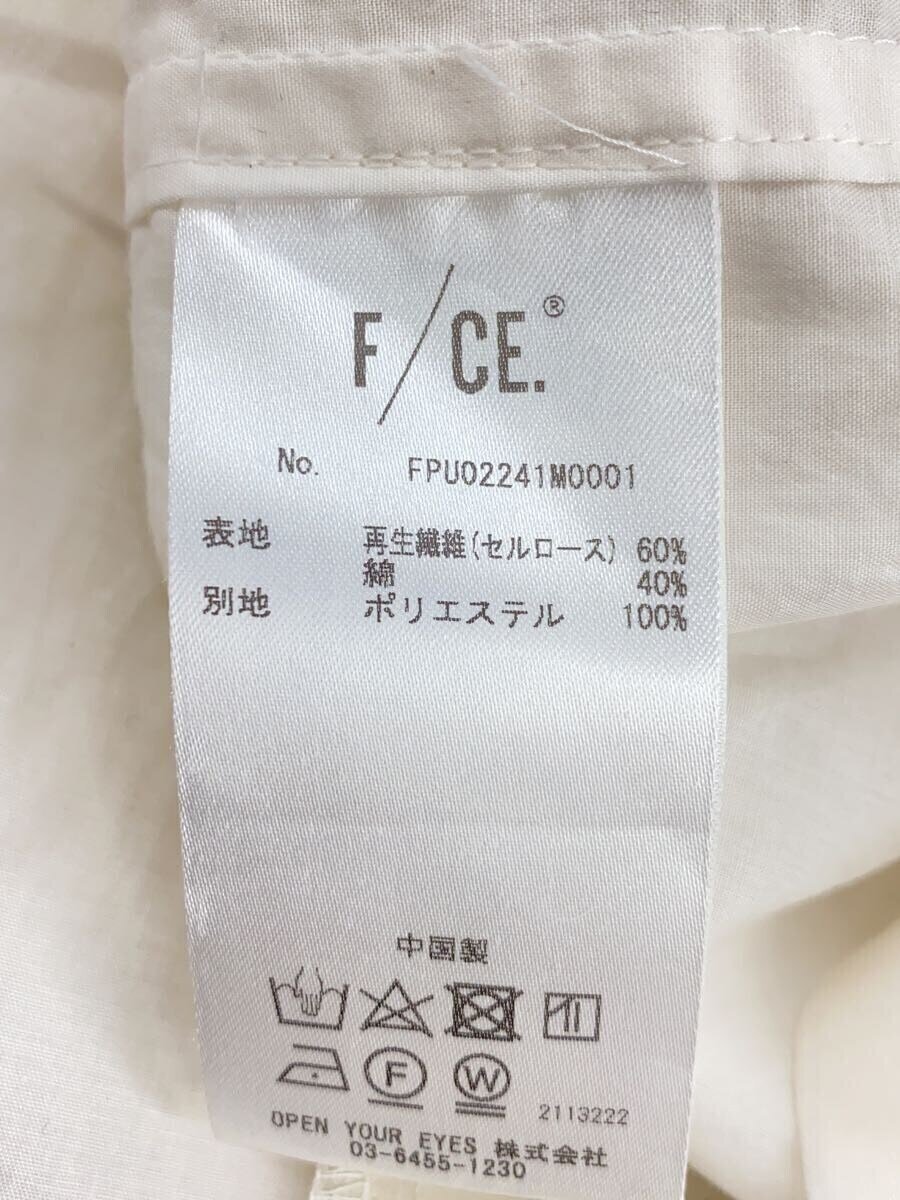 F/CE.®
No. FPU02241M0001
表地 再生繊維(セルロース) 60%
綿 40%
別地 ポリエステル 100%
中国製
F W
2113222
OPEN YOUR EYES 株式会社
03-6455-1230